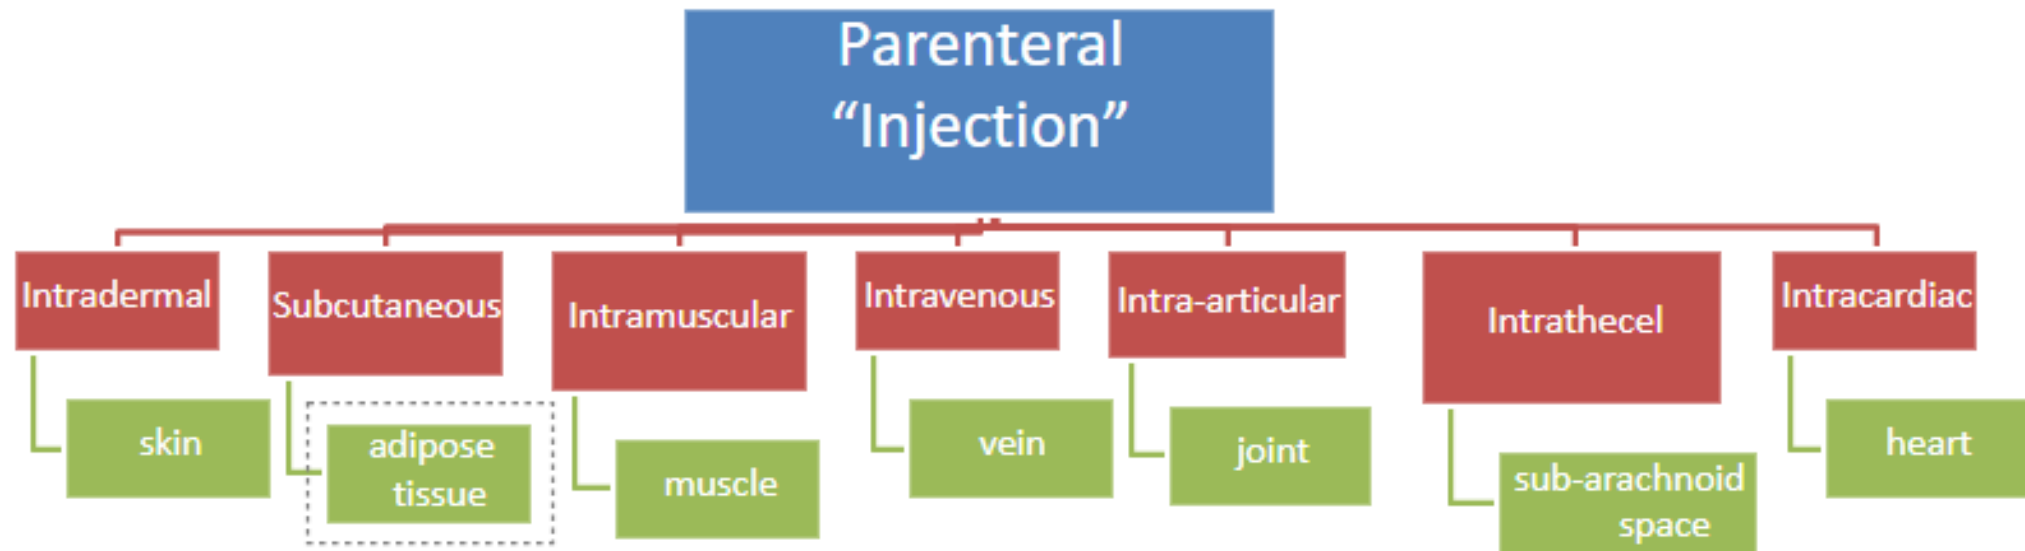 Parenteral
“Injection”
Intradermal
Subcutaneous
Intramuscular
Intravenous
Intra-articular
Intrathecel
Intracardiac
skin
adipose
tissue
muscle
vein
joint
sub-arachnoid
space
heart